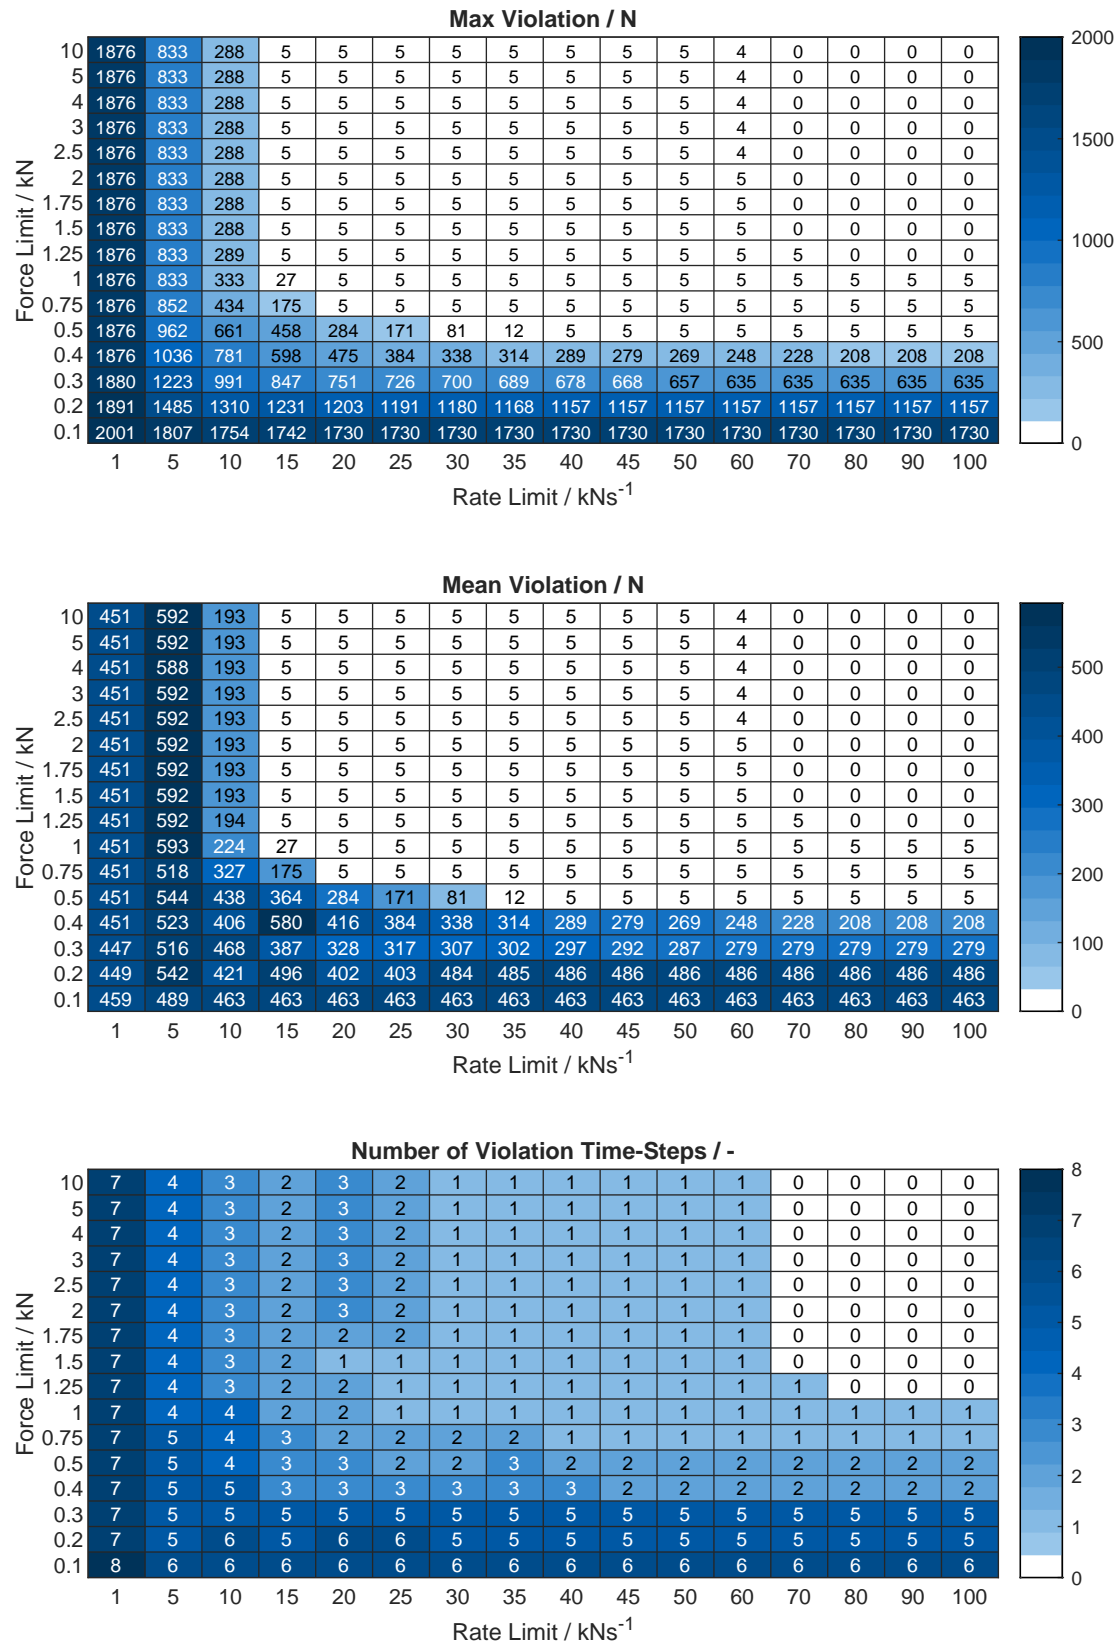 Max Violation / N
10 1876 833 288 5 5 5 5 5 5 5 5 4 0 0 0 0 2000
5 1876 833 288 5 5 5 5 5 5 5 5 4 0 0 0 0
4 1876 833 288 5 5 5 5 5 5 5 5 4 0 0 0 0
3 1876 833 288 5 5 5 5 5 5 5 5 4 0 0 0 0
2.5 1876 833 288 5 5 5 5 5 5 5 5 4 0 0 0 0 1500
2 1876 833 288 5 5 5 5 5 5 5 5 5 0 0 0 0
1.75 1876 833 288 5 5 5 5 5 5 5 5 5 0 0 0 0
1.5 1876 833 288 5 5 5 5 5 5 5 5 5 0 0 0 0
1.25 1876 833 289 5 5 5 5 5 5 5 5 5 5 0 0 0 1000
1 1876 833 333 27 5 5 5 5 5 5 5 5 5 5 5 5
0.75 1876 852 434 175 5 5 5 5 5 5 5 5 5 5 5 5
0.5 1876 962 661 458 284 171 81 12 5 5 5 5 5 5 5 5
0.4 1876 1036 781 598 475 384 338 314 289 279 269 248 228 208 208 208 500
0.3 1880 1223 991 847 751 726 700 689 678 668 657 635 635 635 635 635
0.2 1891 1485 1310 1231 1203 1191 1180 1168 1157 1157 1157 1157 1157 1157 1157 1157
0.1 2001 1807 1754 1742 1730 1730 1730 1730 1730 1730 1730 1730 1730 1730 1730 1730 0
1 5 10 15 20 25 30 35 40 45 50 60 70 80 90 100
Force Limit / kN
Rate Limit / kNs-1
Mean Violation / N
10 451 592 193 5 5 5 5 5 5 5 5 4 0 0 0 0
5 451 592 193 5 5 5 5 5 5 5 5 4 0 0 0 0
4 451 588 193 5 5 5 5 5 5 5 5 4 0 0 0 0 500
3 451 592 193 5 5 5 5 5 5 5 5 4 0 0 0 0
2.5 451 592 193 5 5 5 5 5 5 5 5 4 0 0 0 0
2 451 592 193 5 5 5 5 5 5 5 5 5 0 0 0 0 400
1.75 451 592 193 5 5 5 5 5 5 5 5 5 0 0 0 0
1.5 451 592 193 5 5 5 5 5 5 5 5 5 0 0 0 0 300
1.25 451 592 194 5 5 5 5 5 5 5 5 5 5 0 0 0
1 451 593 224 27 5 5 5 5 5 5 5 5 5 5 5 5
0.75 451 518 327 175 5 5 5 5 5 5 5 5 5 5 5 5 200
0.5 451 544 438 364 284 171 81 12 5 5 5 5 5 5 5 5
0.4 451 523 406 580 416 384 338 314 289 279 269 248 228 208 208 208
0.3 447 516 468 387 328 317 307 302 297 292 287 279 279 279 279 279 100
0.2 449 542 421 496 402 403 484 485 486 486 486 486 486 486 486 486
0.1 459 489 463 463 463 463 463 463 463 463 463 463 463 463 463 463 0
1 5 10 15 20 25 30 35 40 45 50 60 70 80 90 100
Force Limit / kN
Rate Limit / kNs-1
Number of Violation Time-Steps / -
10 7 4 3 2 3 2 1 1 1 1 1 1 0 0 0 0 8
5 7 4 3 2 3 2 1 1 1 1 1 1 0 0 0 0
4 7 4 3 2 3 2 1 1 1 1 1 1 0 0 0 0 7
3 7 4 3 2 3 2 1 1 1 1 1 1 0 0 0 0
2.5 7 4 3 2 3 2 1 1 1 1 1 1 0 0 0 0 6
2 7 4 3 2 3 2 1 1 1 1 1 1 0 0 0 0
1.75 7 4 3 2 2 2 1 1 1 1 1 1 0 0 0 0 5
1.5 7 4 3 2 1 1 1 1 1 1 1 1 0 0 0 0
1.25 7 4 3 2 2 1 1 1 1 1 1 1 1 0 0 0 4
1 7 4 4 2 2 1 1 1 1 1 1 1 1 1 1 1
0.75 7 5 4 3 2 2 2 2 1 1 1 1 1 1 1 1 3
0.5 7 5 4 3 3 2 2 3 2 2 2 2 2 2 2 2
0.4 7 5 5 3 3 3 3 3 3 2 2 2 2 2 2 2 2
0.3 7 5 5 5 5 5 5 5 5 5 5 5 5 5 5 5
0.2 7 5 6 5 6 6 5 5 5 5 5 5 5 5 5 5 1
0.1 8 6 6 6 6 6 6 6 6 6 6 6 6 6 6 6 0
1 5 10 15 20 25 30 35 40 45 50 60 70 80 90 100
Force Limit / kN
Rate Limit / kNs-1